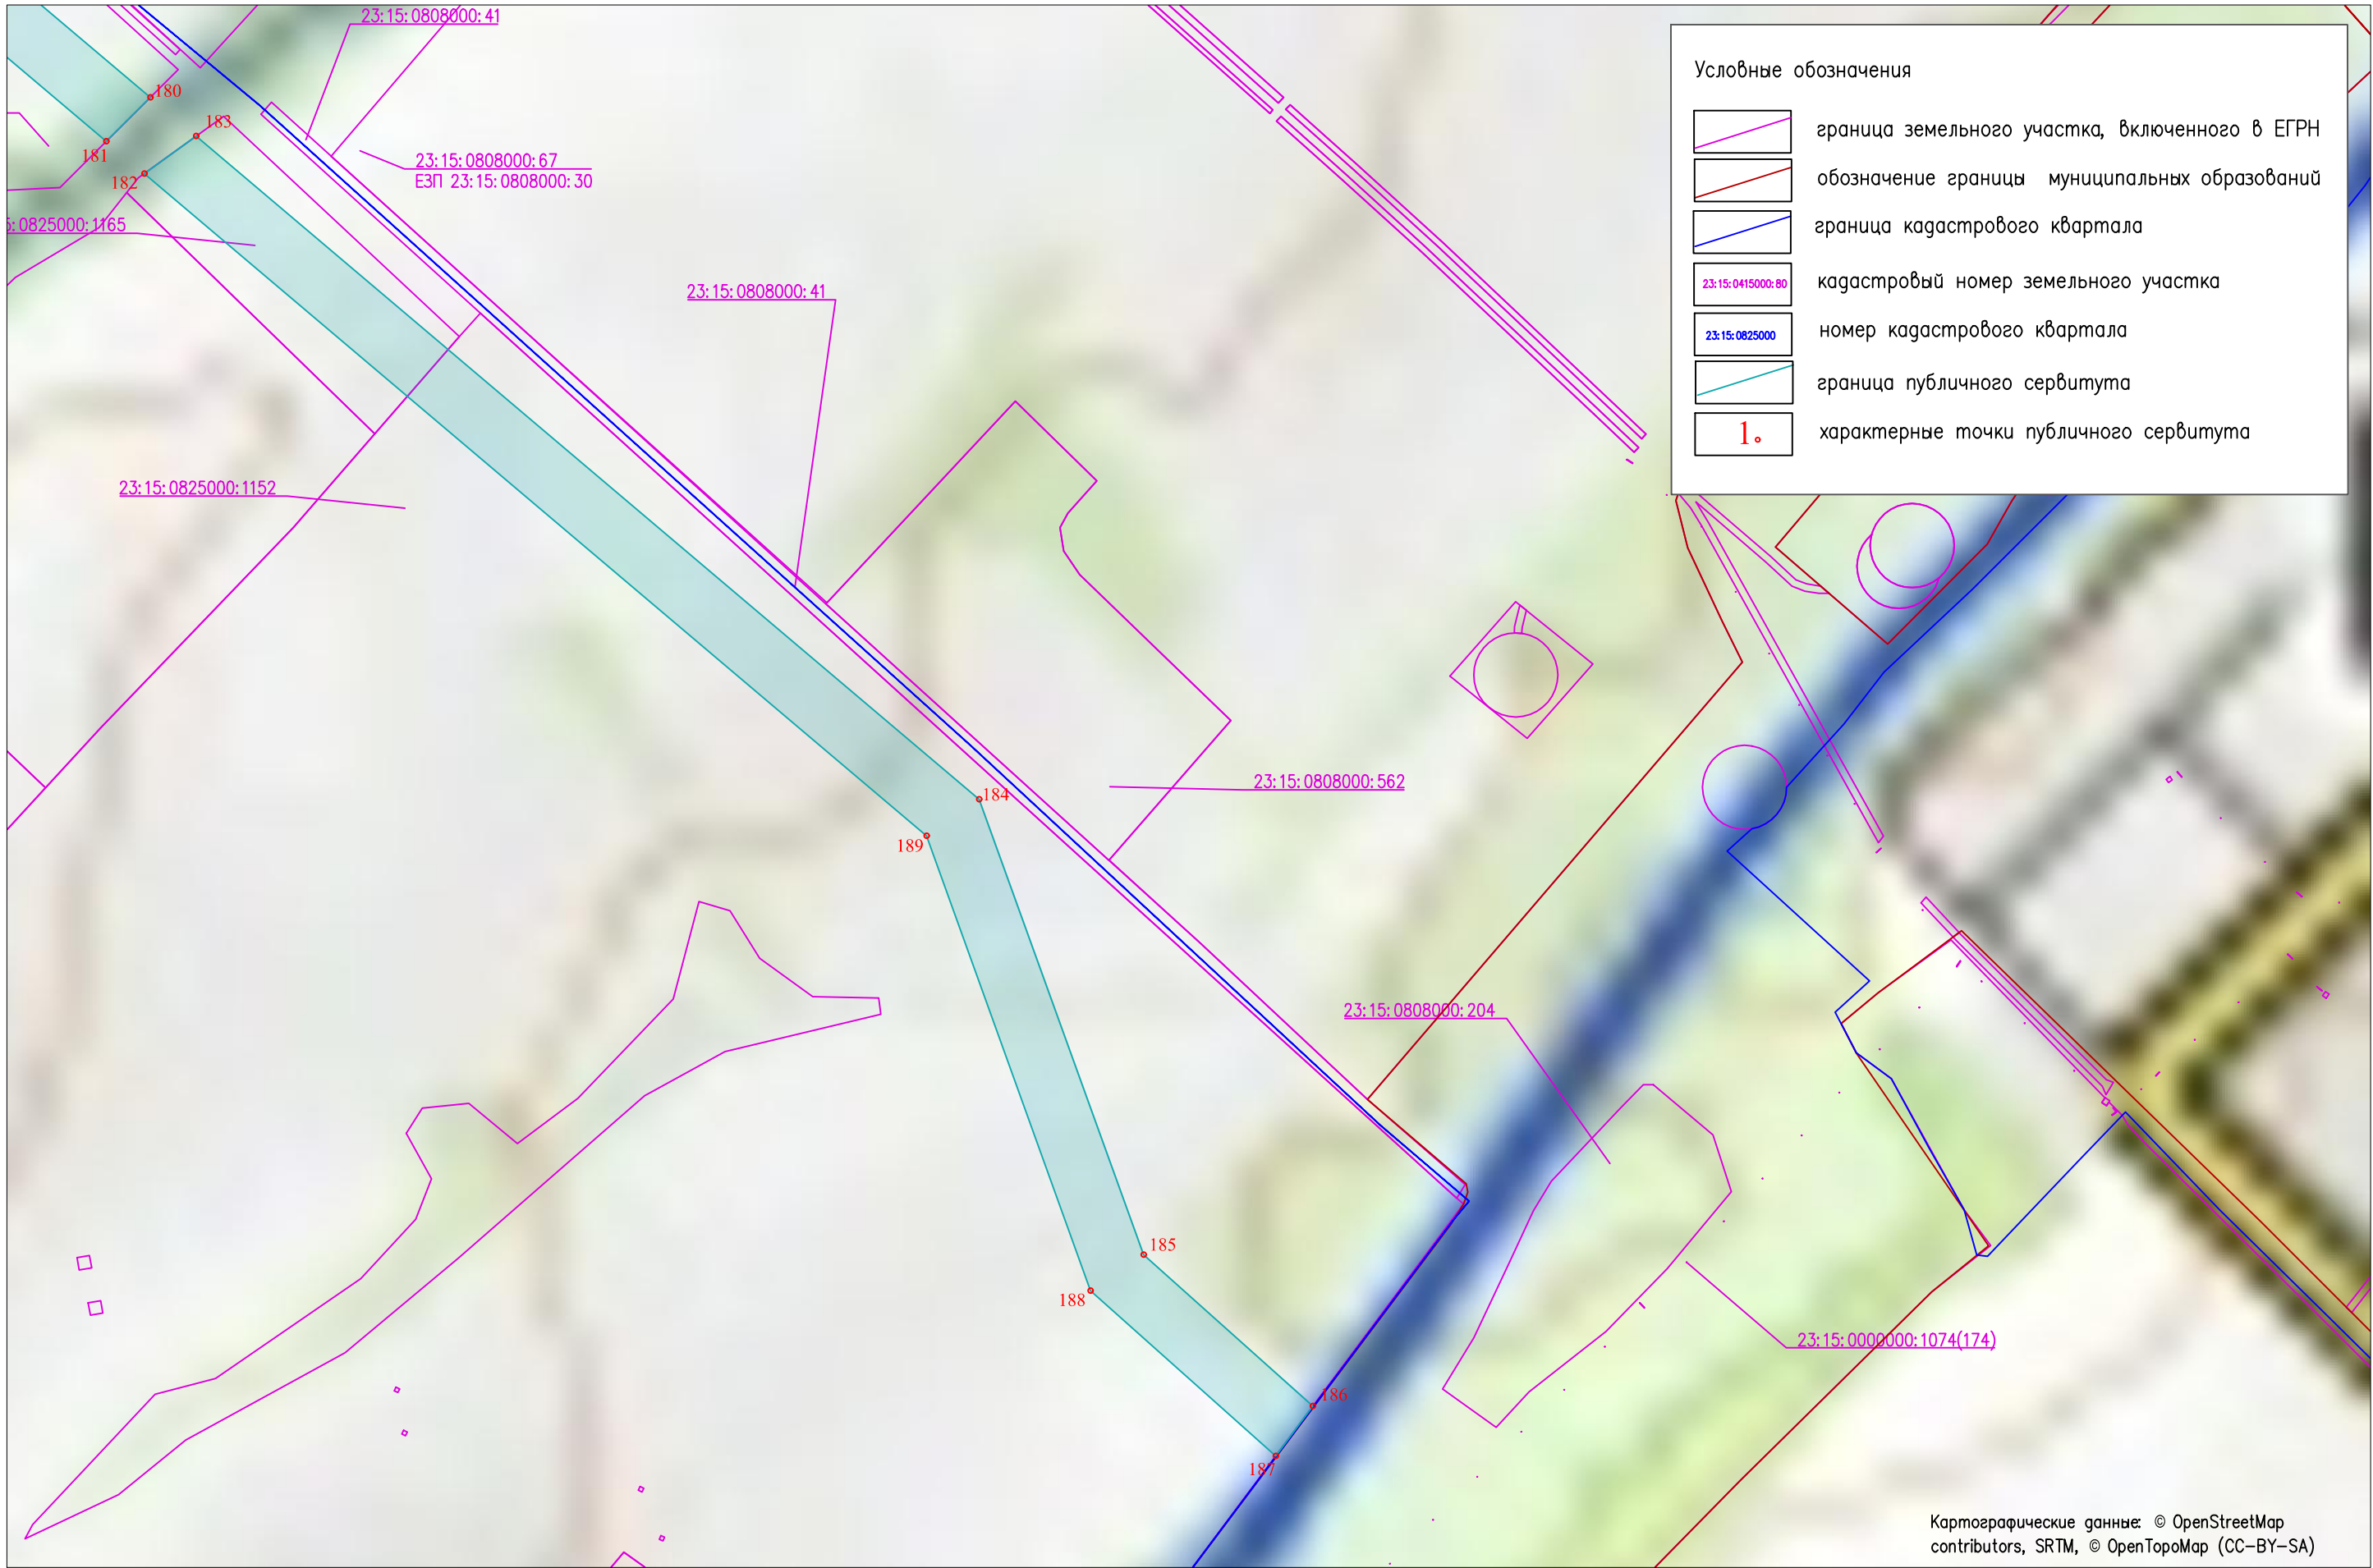 23:15:0808000:41
180
183
181
182
23:15:0808000:67
ЕЗП 23:15:0808000:30
5:0825000:1165
23:15:0808000:41
23:15:0825000:1152
184
189
23:15:0808000:562
23:15:0808000:204
185
188
186
187
23:15:0000000:1074(174)
Условные обозначения
граница земельного участка, включенного в ЕГРН
обозначение границы муниципальных образований
граница кадастрового квартала
23:15:0415000:80 кадастровый номер земельного участка
23:15:0825000 номер кадастрового квартала
граница публичного сервитута
1. характерные точки публичного сервитута
Картографические данные: © OpenStreetMap
contributors, SRTM, © OpenTopoMap (CC-BY-SA)